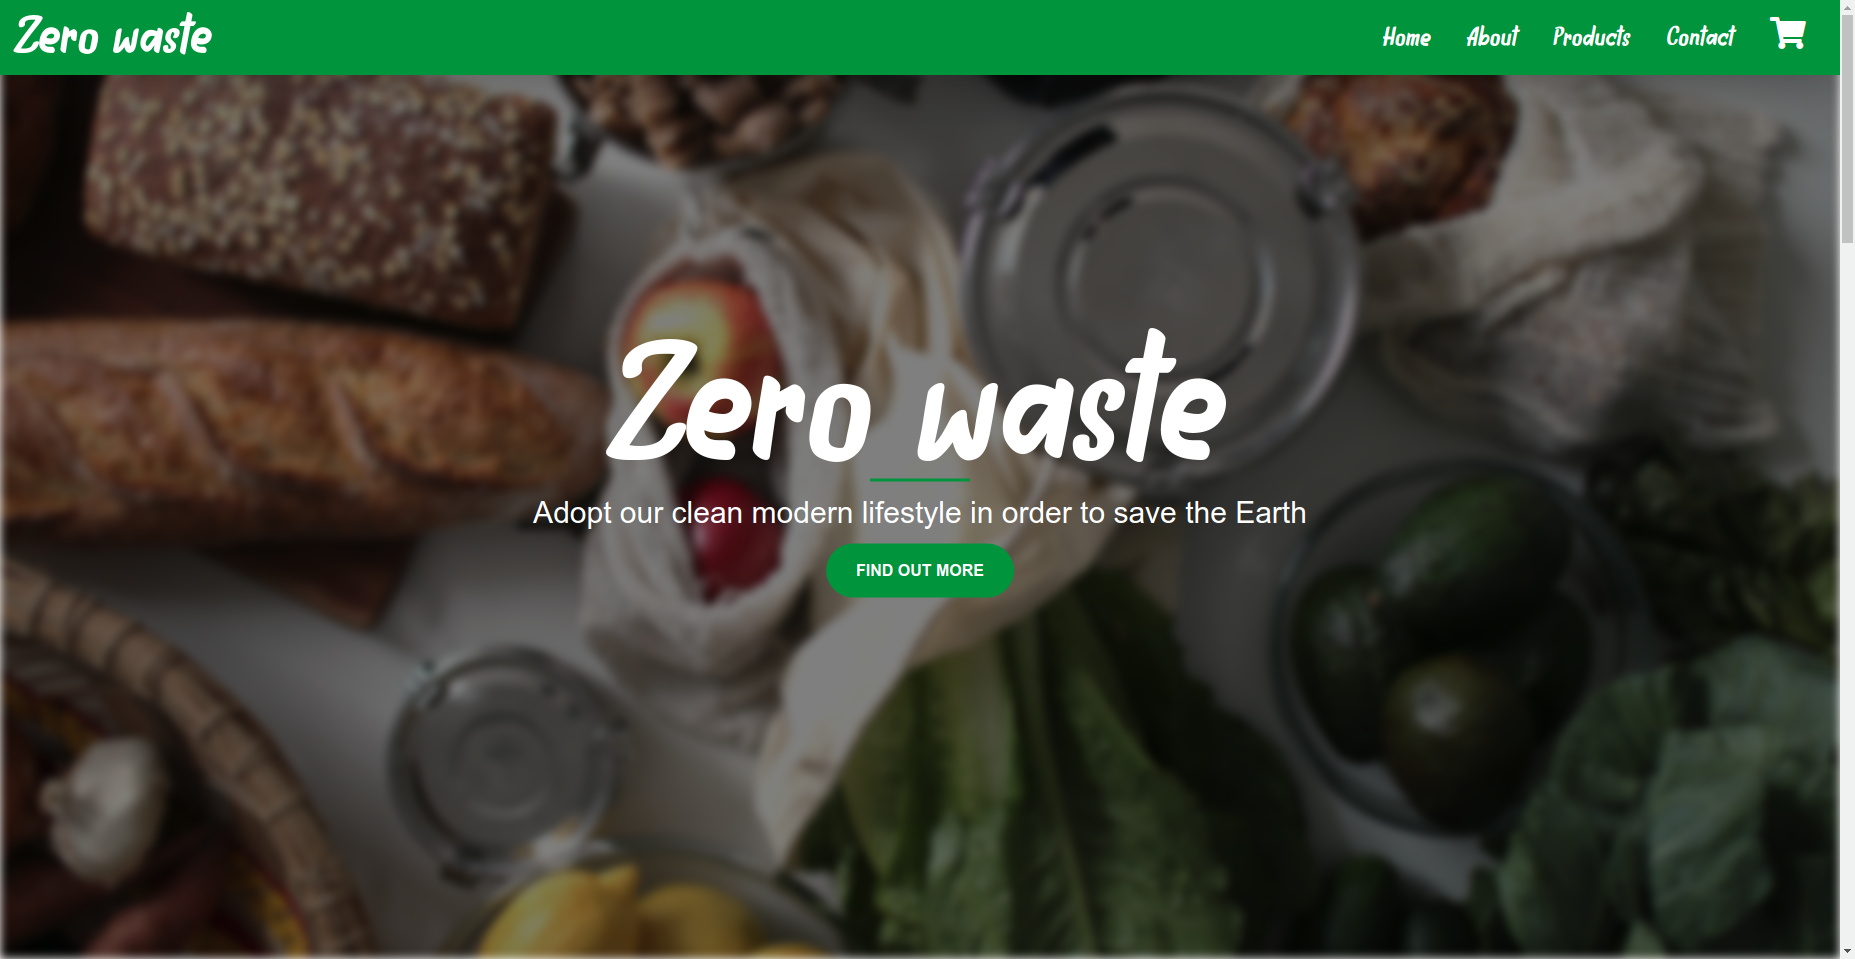 Zero waste
Home About Products Contact
Zero waste
Adopt our clean modern lifestyle in order to save the Earth
FIND OUT MORE